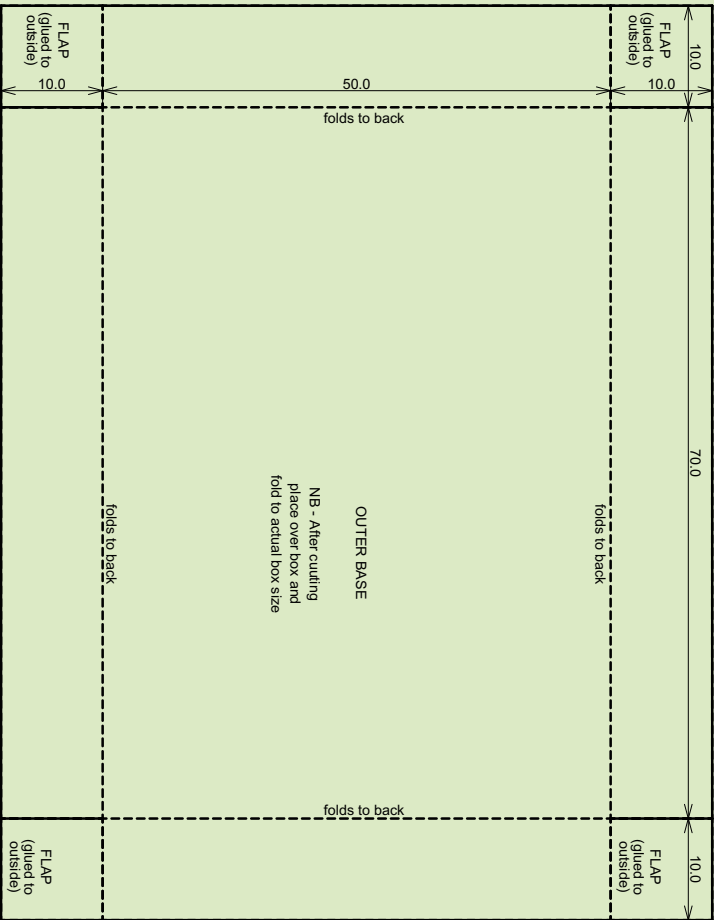 FLAP
(glued to
outside)
FLAP
(glued to
outside)
10.0
10.0
50.0
10.0
folds to back
70.0
folds to back
folds to back
OUTER BASE
NB - After cuuting
place over box and
fold to actual box size
folds to back
FLAP
(glued to
outside)
FLAP
(glued to
outside)
10.0